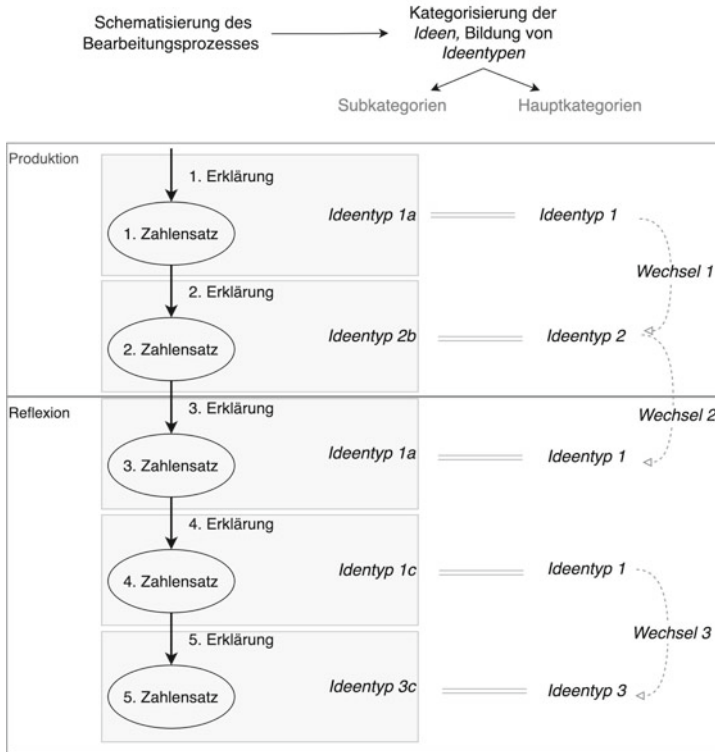 Schematisierung des
Bearbeitungsprozesses
Kategorisierung der
Ideen, Bildung von
Ideentypen
Subkategorien
Hauptkategorien
Produktion
1. Erklärung
1. Zahlensatz
Ideentyp 1a
Ideentyp 1
Wechsel 1
2. Erklärung
2. Zahlensatz
Ideentyp 2b
Ideentyp 2
Reflexion
3. Erklärung
Wechsel 2
3. Zahlensatz
Ideentyp 1a
Ideentyp 1
4. Erklärung
4. Zahlensatz
Identyp 1c
Ideentyp 1
Wechsel 3
5. Erklärung
5. Zahlensatz
Ideentyp 3c
Ideentyp 3